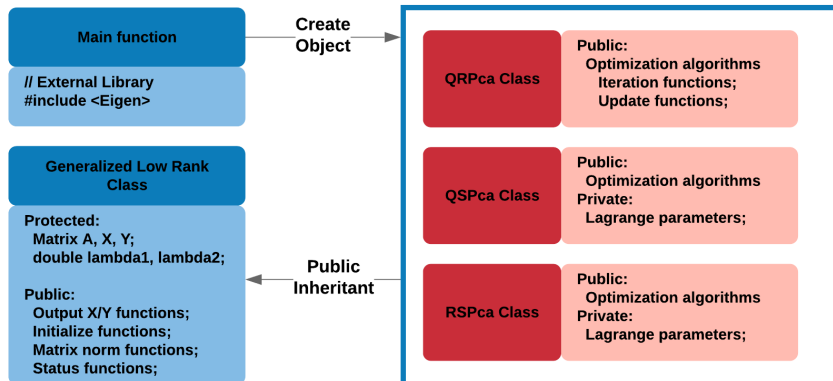 Main function
// External Library
#include <Eigen>
Create
Object
Generalized Low Rank
Class
Protected:
Matrix A, X, Y;
double lambda1, lambda2;
Public:
Output X/Y functions;
Initialize functions;
Matrix norm functions;
Status functions;
Public
Inheritant
QRPca Class
Public:
Optimization algorithms
Iteration functions;
Update functions;
QSPca Class
Public:
Optimization algorithms
Private:
Lagrange parameters;
RSPca Class
Public:
Optimization algorithms
Private:
Lagrange parameters;